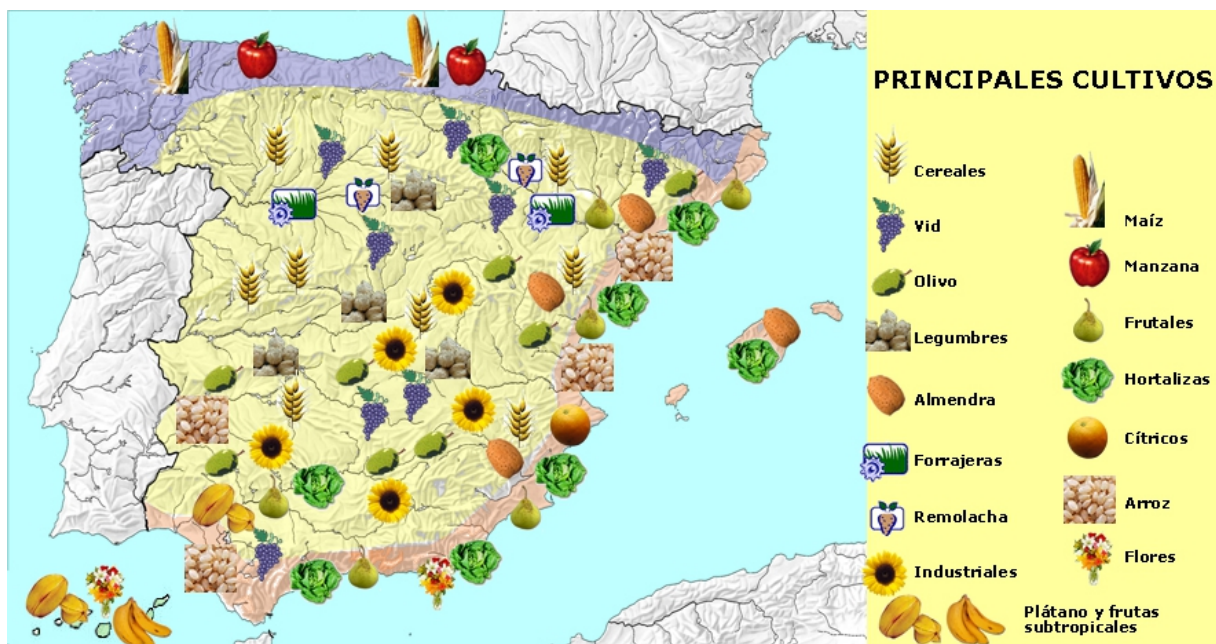 PRINCIPALES CULTIVOS
Cereales
Vid
Olivo
Legumbres
Almendra
Forrajeras
Remolacha
Industriales
Maíz
Manzana
Frutales
Hortalizas
Cítricos
Arroz
Flores
Plátano y frutas
subtropicales